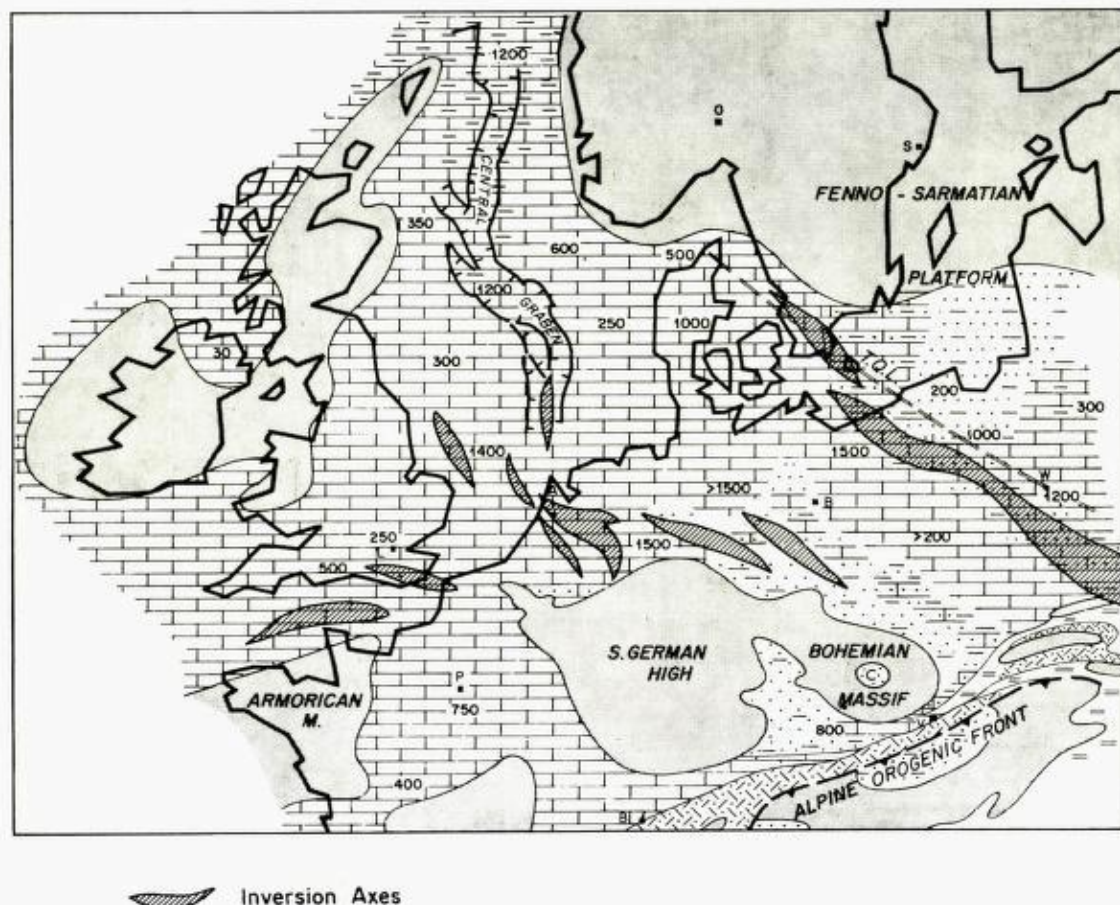 1200
O
S
CENTRAL
FENNO - SARMATIAN
350
600
500
PLATFORM
1200
GRABEN
250
1000
30
300
T.Q.L.
200
300
1400
1500
1000
W
>1500
B
1200
250
1500
>200
500
S. GERMAN
HIGH
BOHEMIAN
C
MASSIF
P
750
ARMORICAN
M.
800
V
400
ALPINE OROGENIC FRONT
Inversion Axes